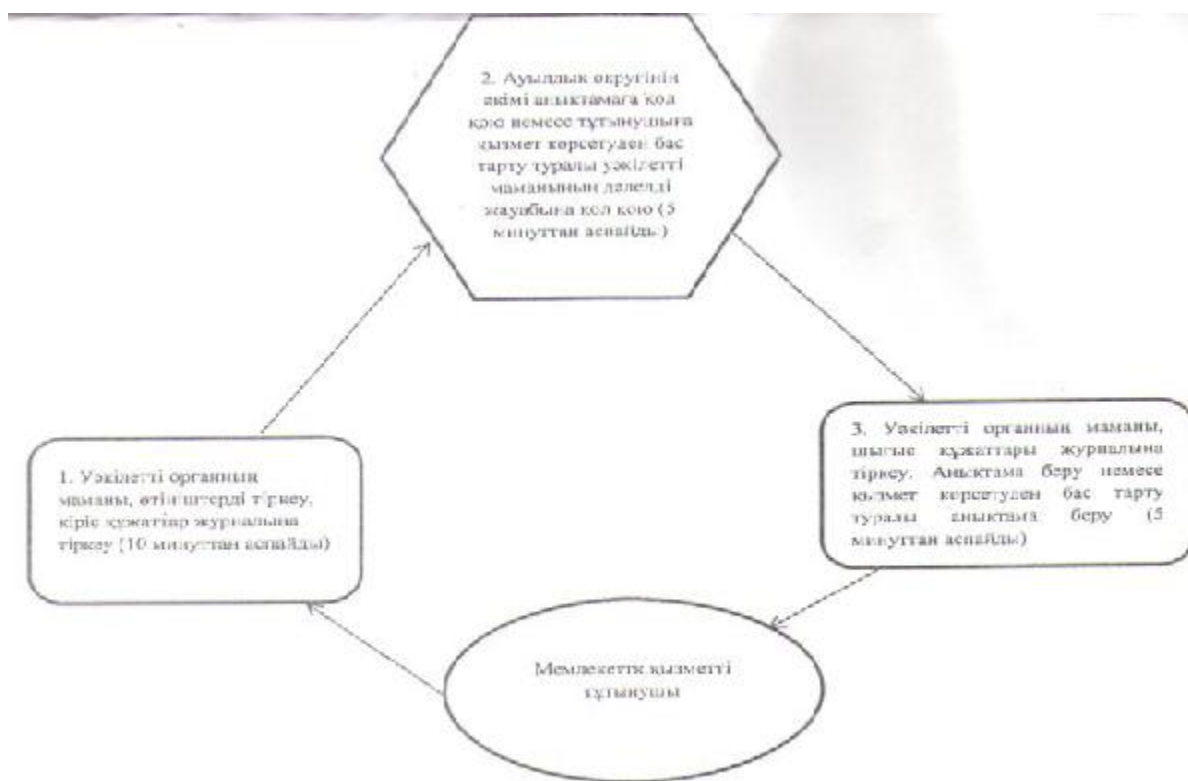 2. Ауылдық округінің
әкімі анықтамаға қол
қою немесе тұтынушыға
қызмет көрсетуден бас
тарту туралы уәкілетті
маманының дәлелді
жауабына қол қою (5
минуттан аспайды)
1. Уәкілетті органның
маманы, өтініштерді тіркеу,
кіріс құжаттар журналына
тіркеу (10 минуттан аспайды)
3. Уәкілетті органның маманы,
шығыс құжаттары журналына
тіркеу. Анықтама беру немесе
қызмет көрсетуден бас тарту
туралы анықтама беру (5
минуттан аспайды)
Мемлекеттк қызметті
тұтынушы